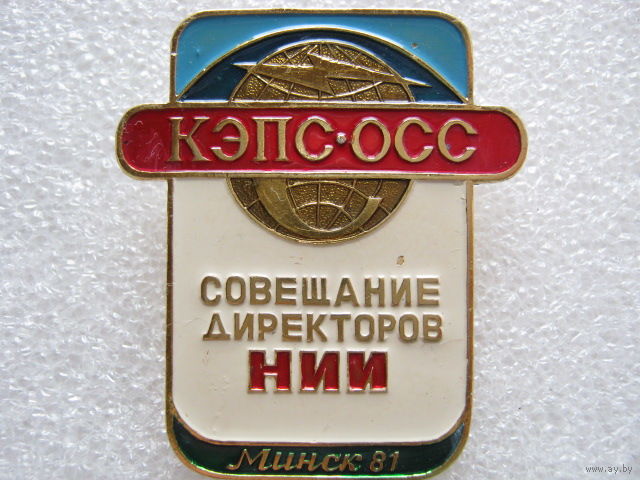 КЭПС·ОСС
СОВЕЩАНИЕ
ДИРЕКТОРОВ
НИИ
Минск 81
www.ay.by